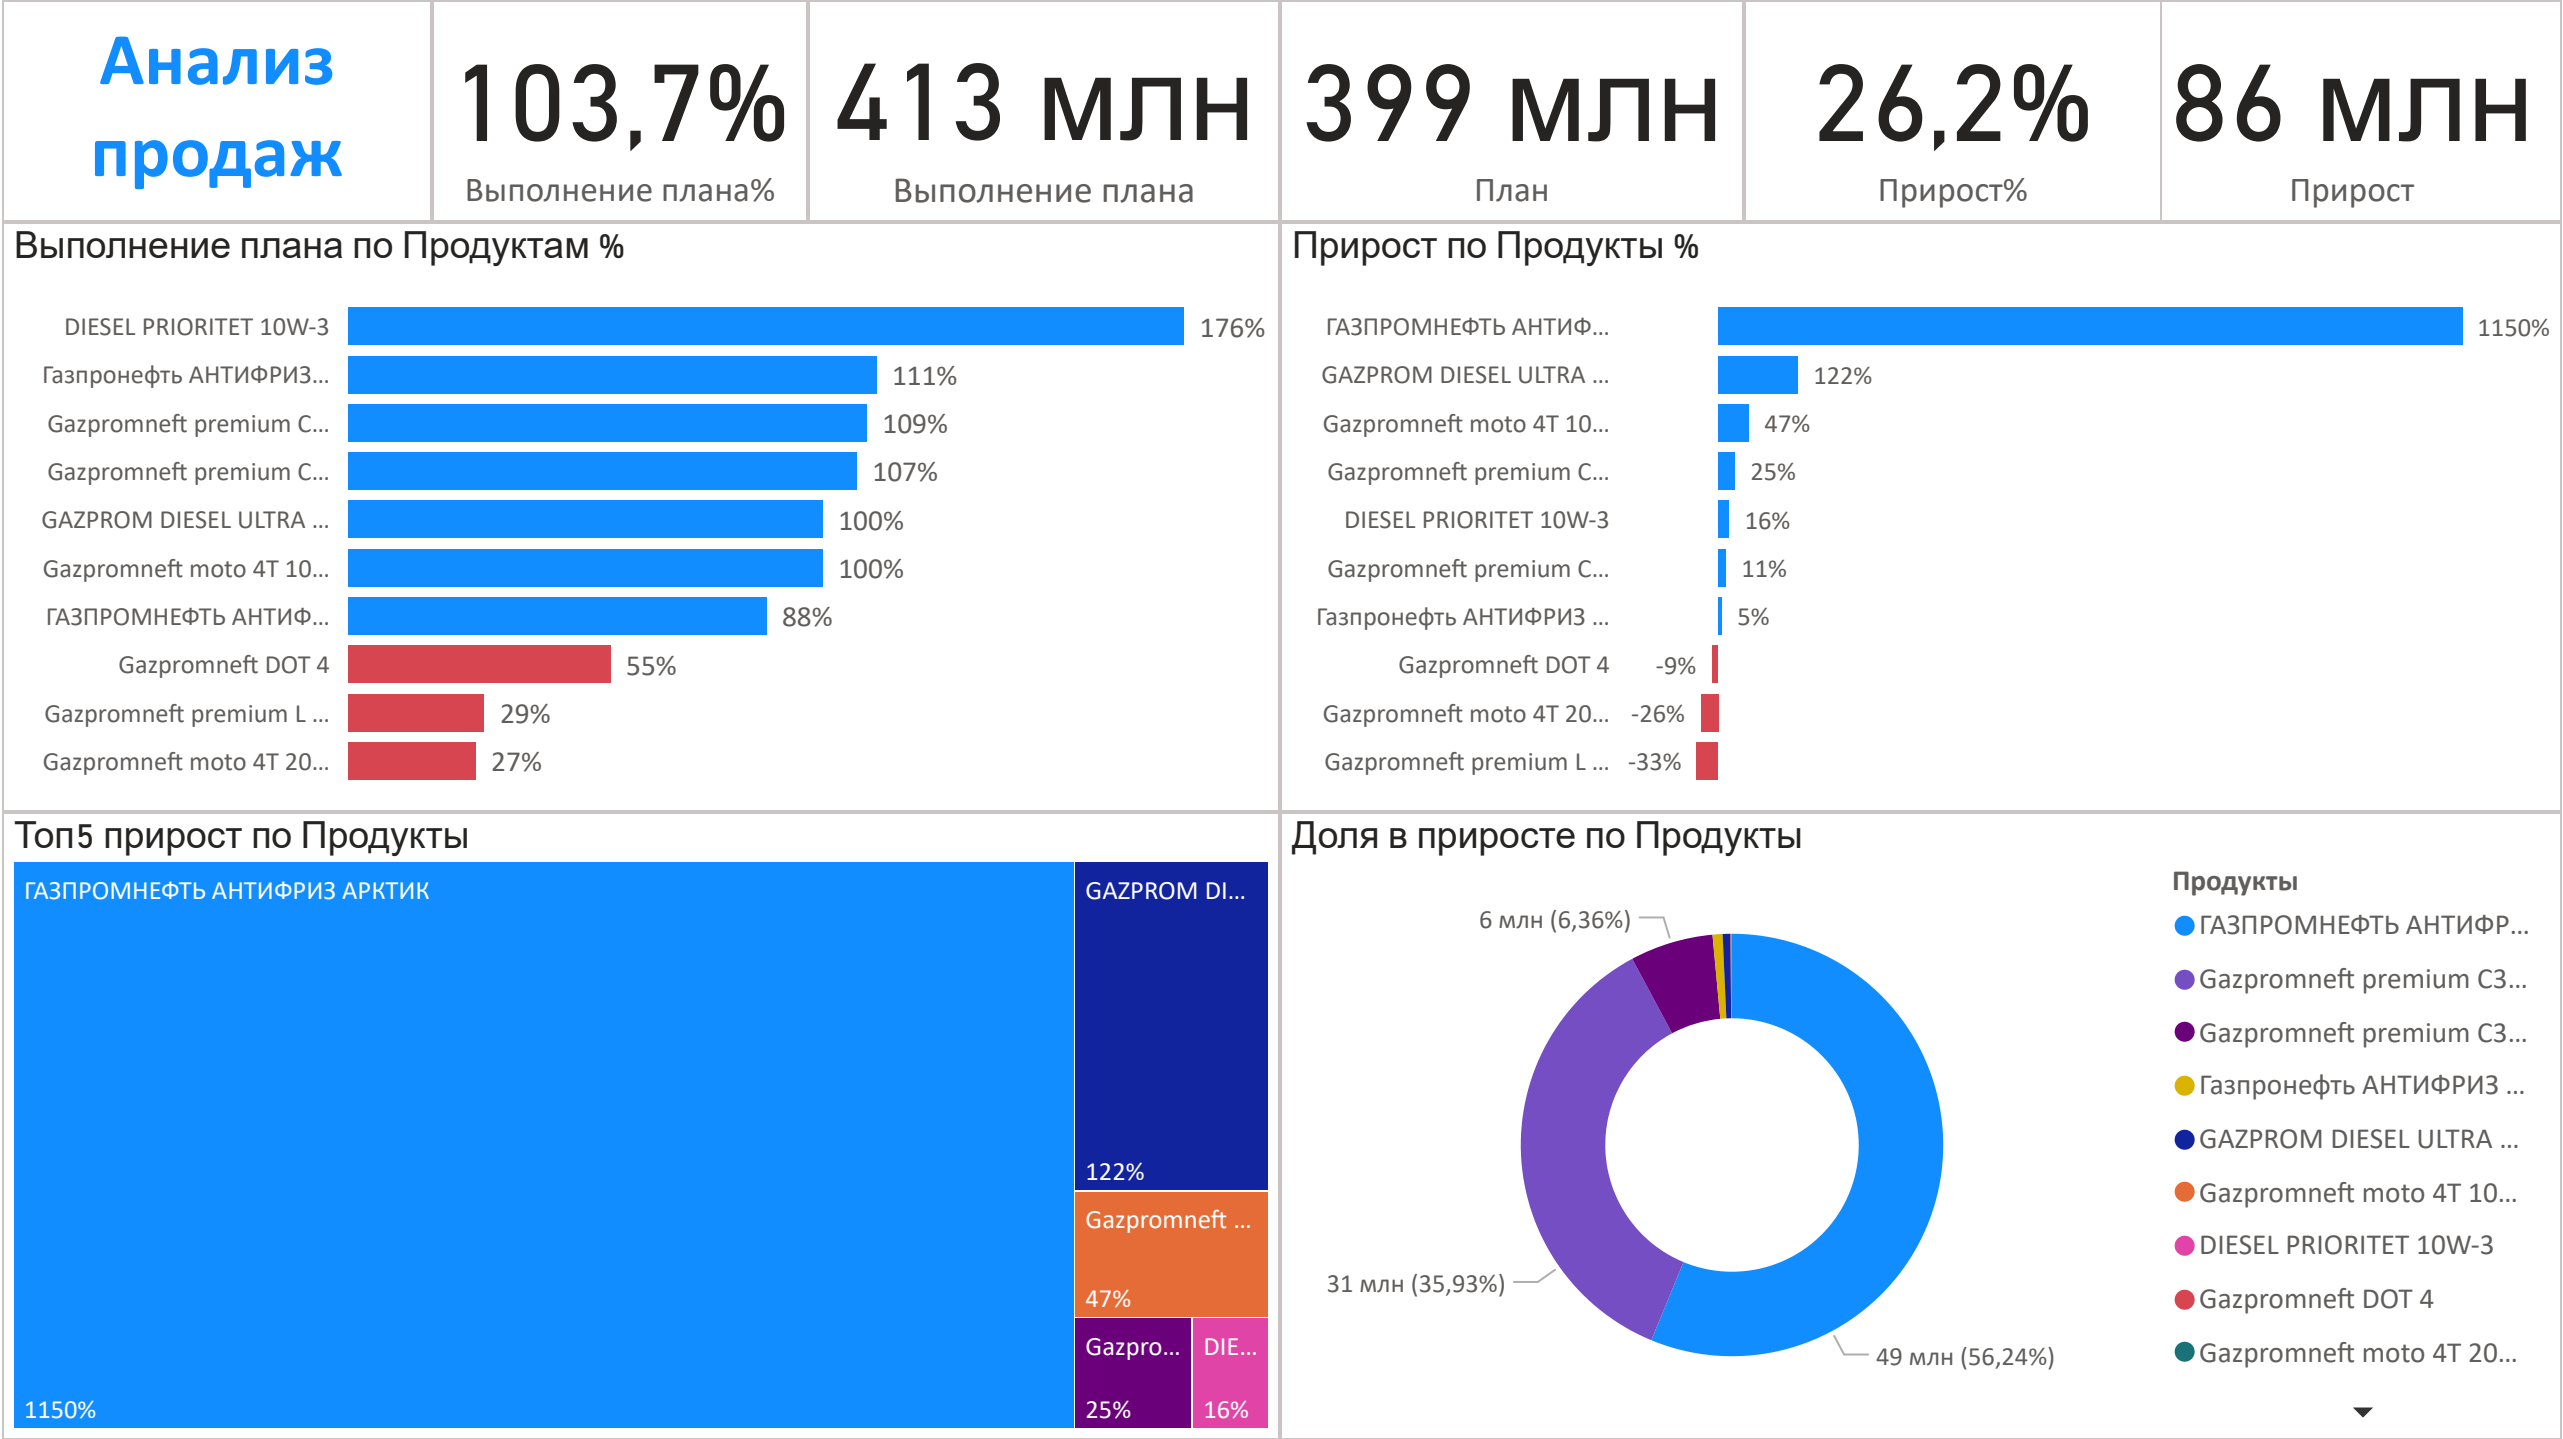 Анализ
продаж
103,7%
Выполнение плана%
413 млн
Выполнение плана
399 млн
План
26,2%
Прирост%
86 млн
Прирост
Выполнение плана по Продуктам %
DIESEL PRIORITET 10W-3 176%
Газпронефть АНТИФРИЗ... 111%
Gazpromneft premium C... 109%
Gazpromneft premium C... 107%
GAZPROM DIESEL ULTRA ... 100%
Gazpromneft moto 4T 10... 100%
ГАЗПРОМНЕФТЬ АНТИФ... 88%
Gazpromneft DOT 4 55%
Gazpromneft premium L ... 29%
Gazpromneft moto 4T 20... 27%
Прирост по Продукты %
ГАЗПРОМНЕФТЬ АНТИФ... 1150%
GAZPROM DIESEL ULTRA ... 122%
Gazpromneft moto 4T 10... 47%
Gazpromneft premium C... 25%
DIESEL PRIORITET 10W-3 16%
Gazpromneft premium C... 11%
Газпронефть АНТИФРИЗ ... 5%
Gazpromneft DOT 4 -9%
Gazpromneft moto 4T 20... -26%
Gazpromneft premium L ... -33%
Топ5 прирост по Продукты
ГАЗПРОМНЕФТЬ АНТИФРИЗ АРКТИК
1150%
GAZPROM DI...
122%
Gazpromneft ...
47%
Gazpro...
25%
DIE...
16%
Доля в приросте по Продукты
6 млн (6,36%)
31 млн (35,93%)
49 млн (56,24%)
Продукты
ГАЗПРОМНЕФТЬ АНТИФР...
Gazpromneft premium C3...
Gazpromneft premium C3...
Газпронефть АНТИФРИЗ ...
GAZPROM DIESEL ULTRA ...
Gazpromneft moto 4T 10...
DIESEL PRIORITET 10W-3
Gazpromneft DOT 4
Gazpromneft moto 4T 20...